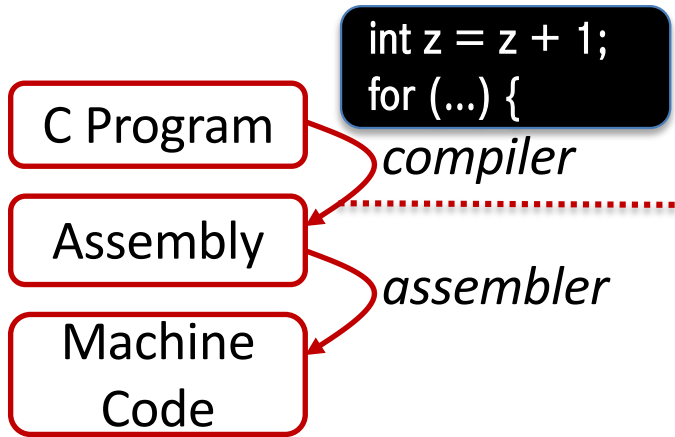 int z = z + 1;
for (...) {
C Program
compiler
Assembly
assembler
Machine
Code